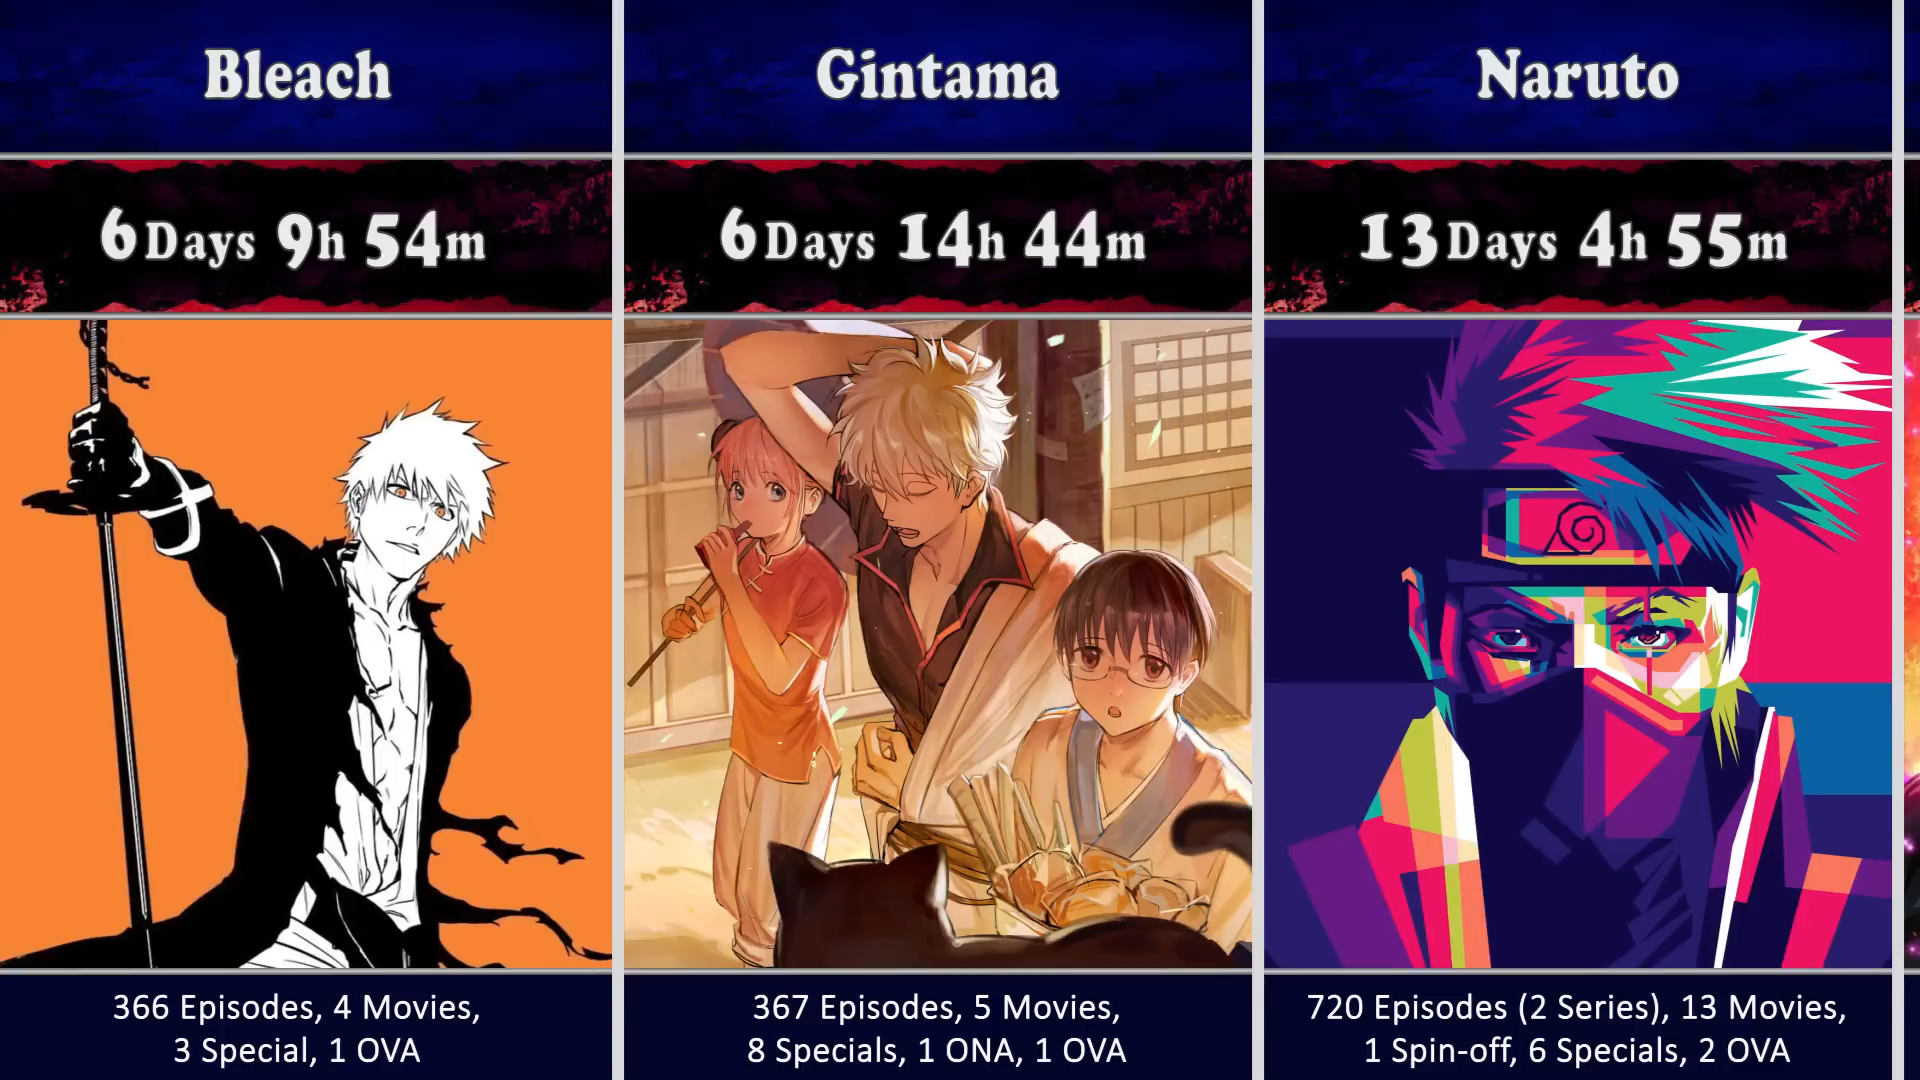 Bleach
6 Days 9h 54m
366 Episodes, 4 Movies,
3 Special, 1 OVA
Gintama
6 Days 14h 44m
367 Episodes, 5 Movies,
8 Specials, 1 ONA, 1 OVA
Naruto
13 Days 4h 55m
720 Episodes (2 Series), 13 Movies,
1 Spin-off, 6 Specials, 2 OVA